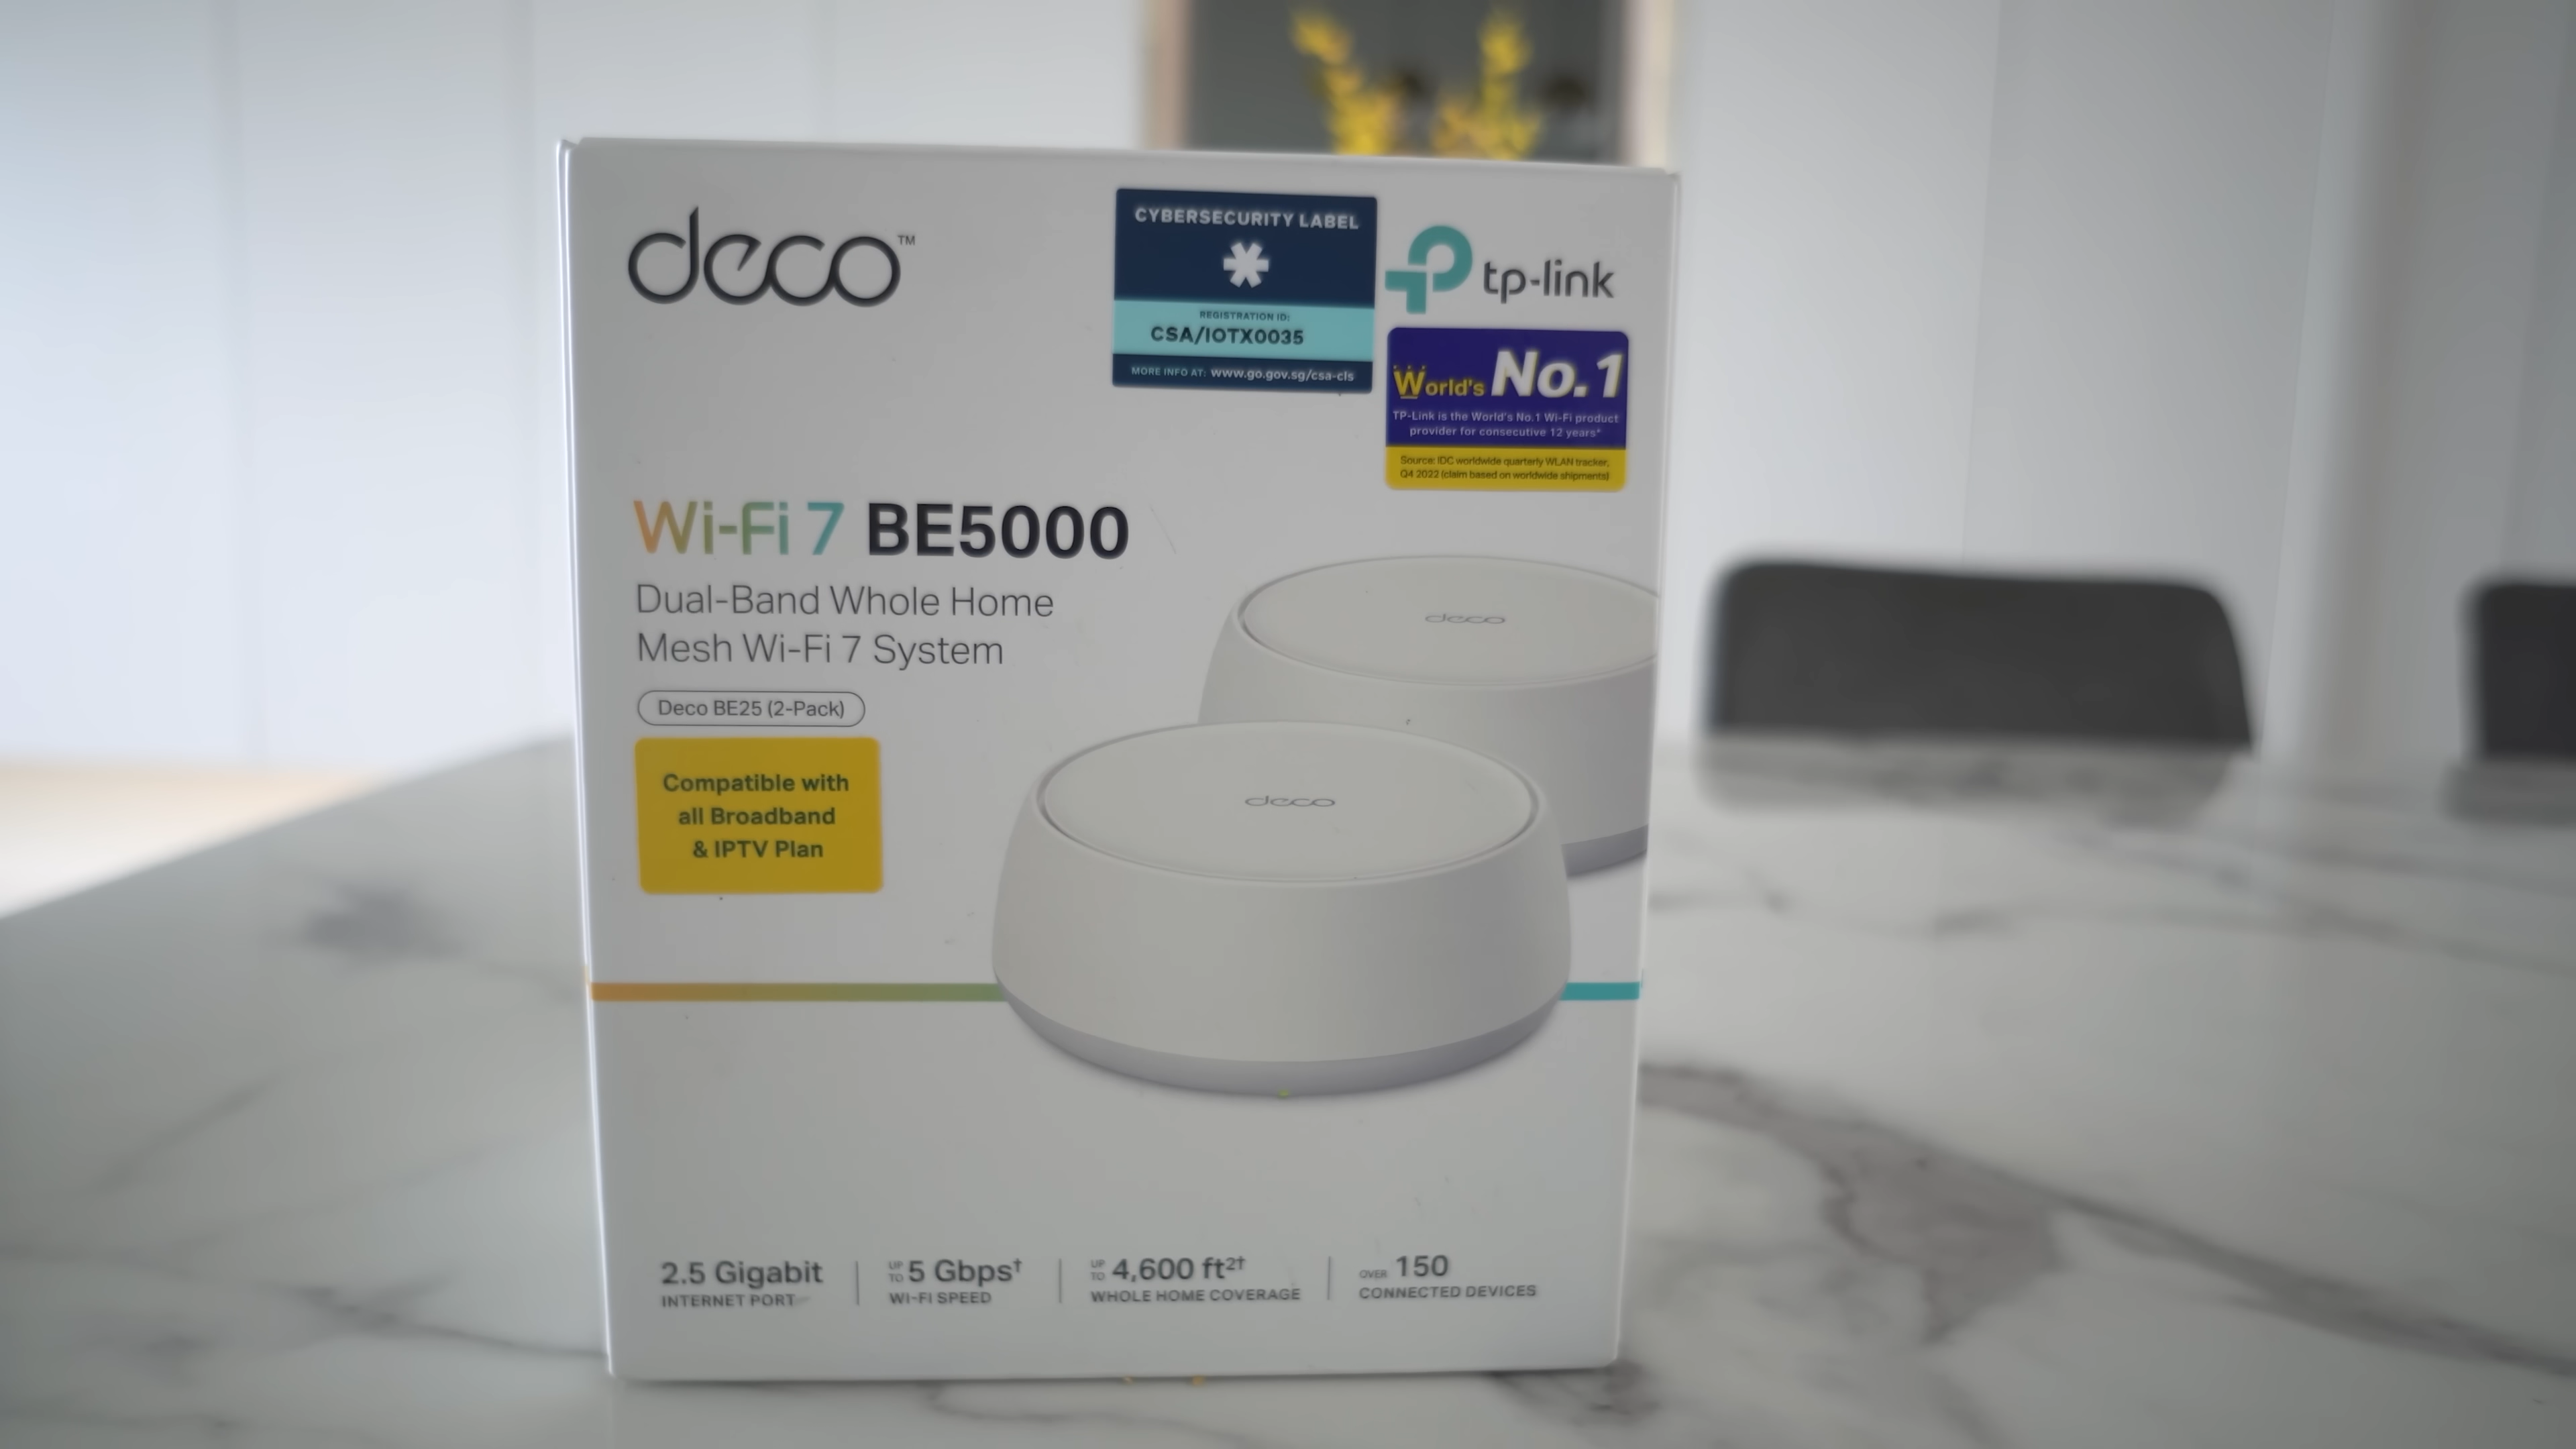 deco™
CYBERSECURITY LABEL
REGISTRATION ID:
CSA/IOTX0035
MORE INFO AT: www.go.gov.sg/csa-cls
tp-link
World's No.1
TP-Link is the World's No.1 Wi-Fi product
provider for consecutive 12 years*
Source: IDC worldwide quarterly WLAN tracker,
Q4 2022 (claim based on worldwide shipments)
Wi-Fi 7 BE5000
Dual-Band Whole Home
Mesh Wi-Fi 7 System
Deco BE25 (2-Pack)
Compatible with
all Broadband
& IPTV Plan
deco
deco
2.5 Gigabit
INTERNET PORT
UP TO 5 Gbps†
WI-FI SPEED
UP TO 4,600 ft²†
WHOLE HOME COVERAGE
OVER 150
CONNECTED DEVICES